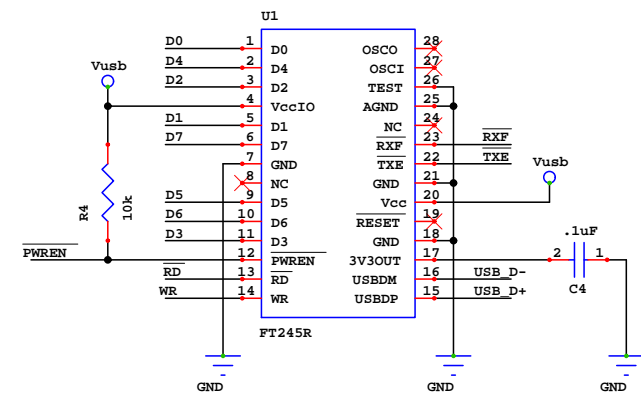 U1
D0 1 D0 OSCO 28
D4 2 D4 OSCI 27
Vusb D2 3 D2 TEST 26
4 VccIO AGND 25
D1 5 D1 NC 24
D7 6 D7 RXF 23 RXF
7 GND TXE 22 TXE
8 NC GND 21 Vusb
D5 9 D5 Vcc 20
R4 10k D6 10 D6 RESET 19
D3 11 D3 GND 18 .1uF
PWREN 12 PWREN 3V3OUT 17 2 1
RD 13 RD USBDM 16 USB_D- C4
WR 14 WR USBDP 15 USB_D+
FT245R
GND GND GND